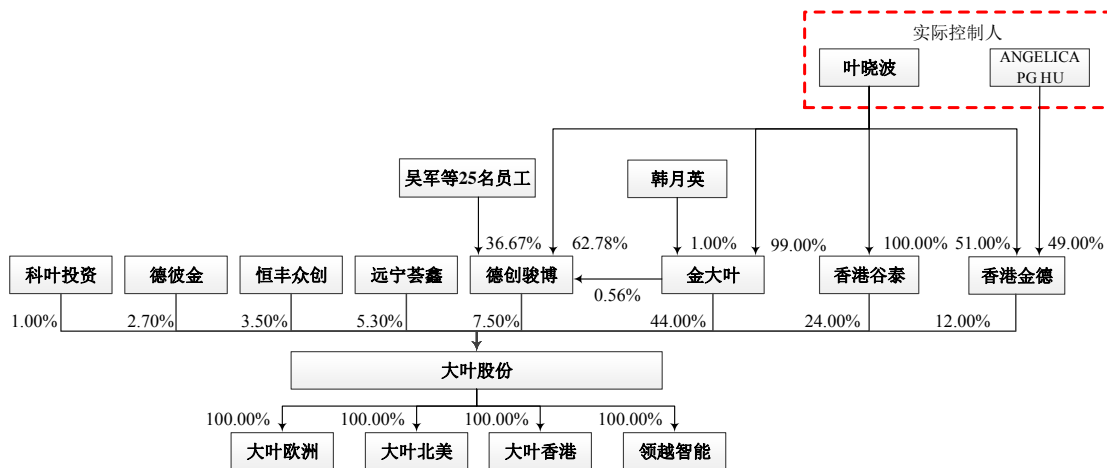 实际控制人
叶晓波
ANGELICA
PG HU
吴军等25名员工
韩月英
36.67%
62.78%
1.00%
99.00%
100.00%
51.00%
49.00%
科叶投资
德彼金
恒丰众创
远宁荟鑫
德创骏博
金大叶
香港谷泰
香港金德
0.56%
1.00%
2.70%
3.50%
5.30%
7.50%
44.00%
24.00%
12.00%
大叶股份
100.00%
100.00%
100.00%
100.00%
大叶欧洲
大叶北美
大叶香港
领越智能